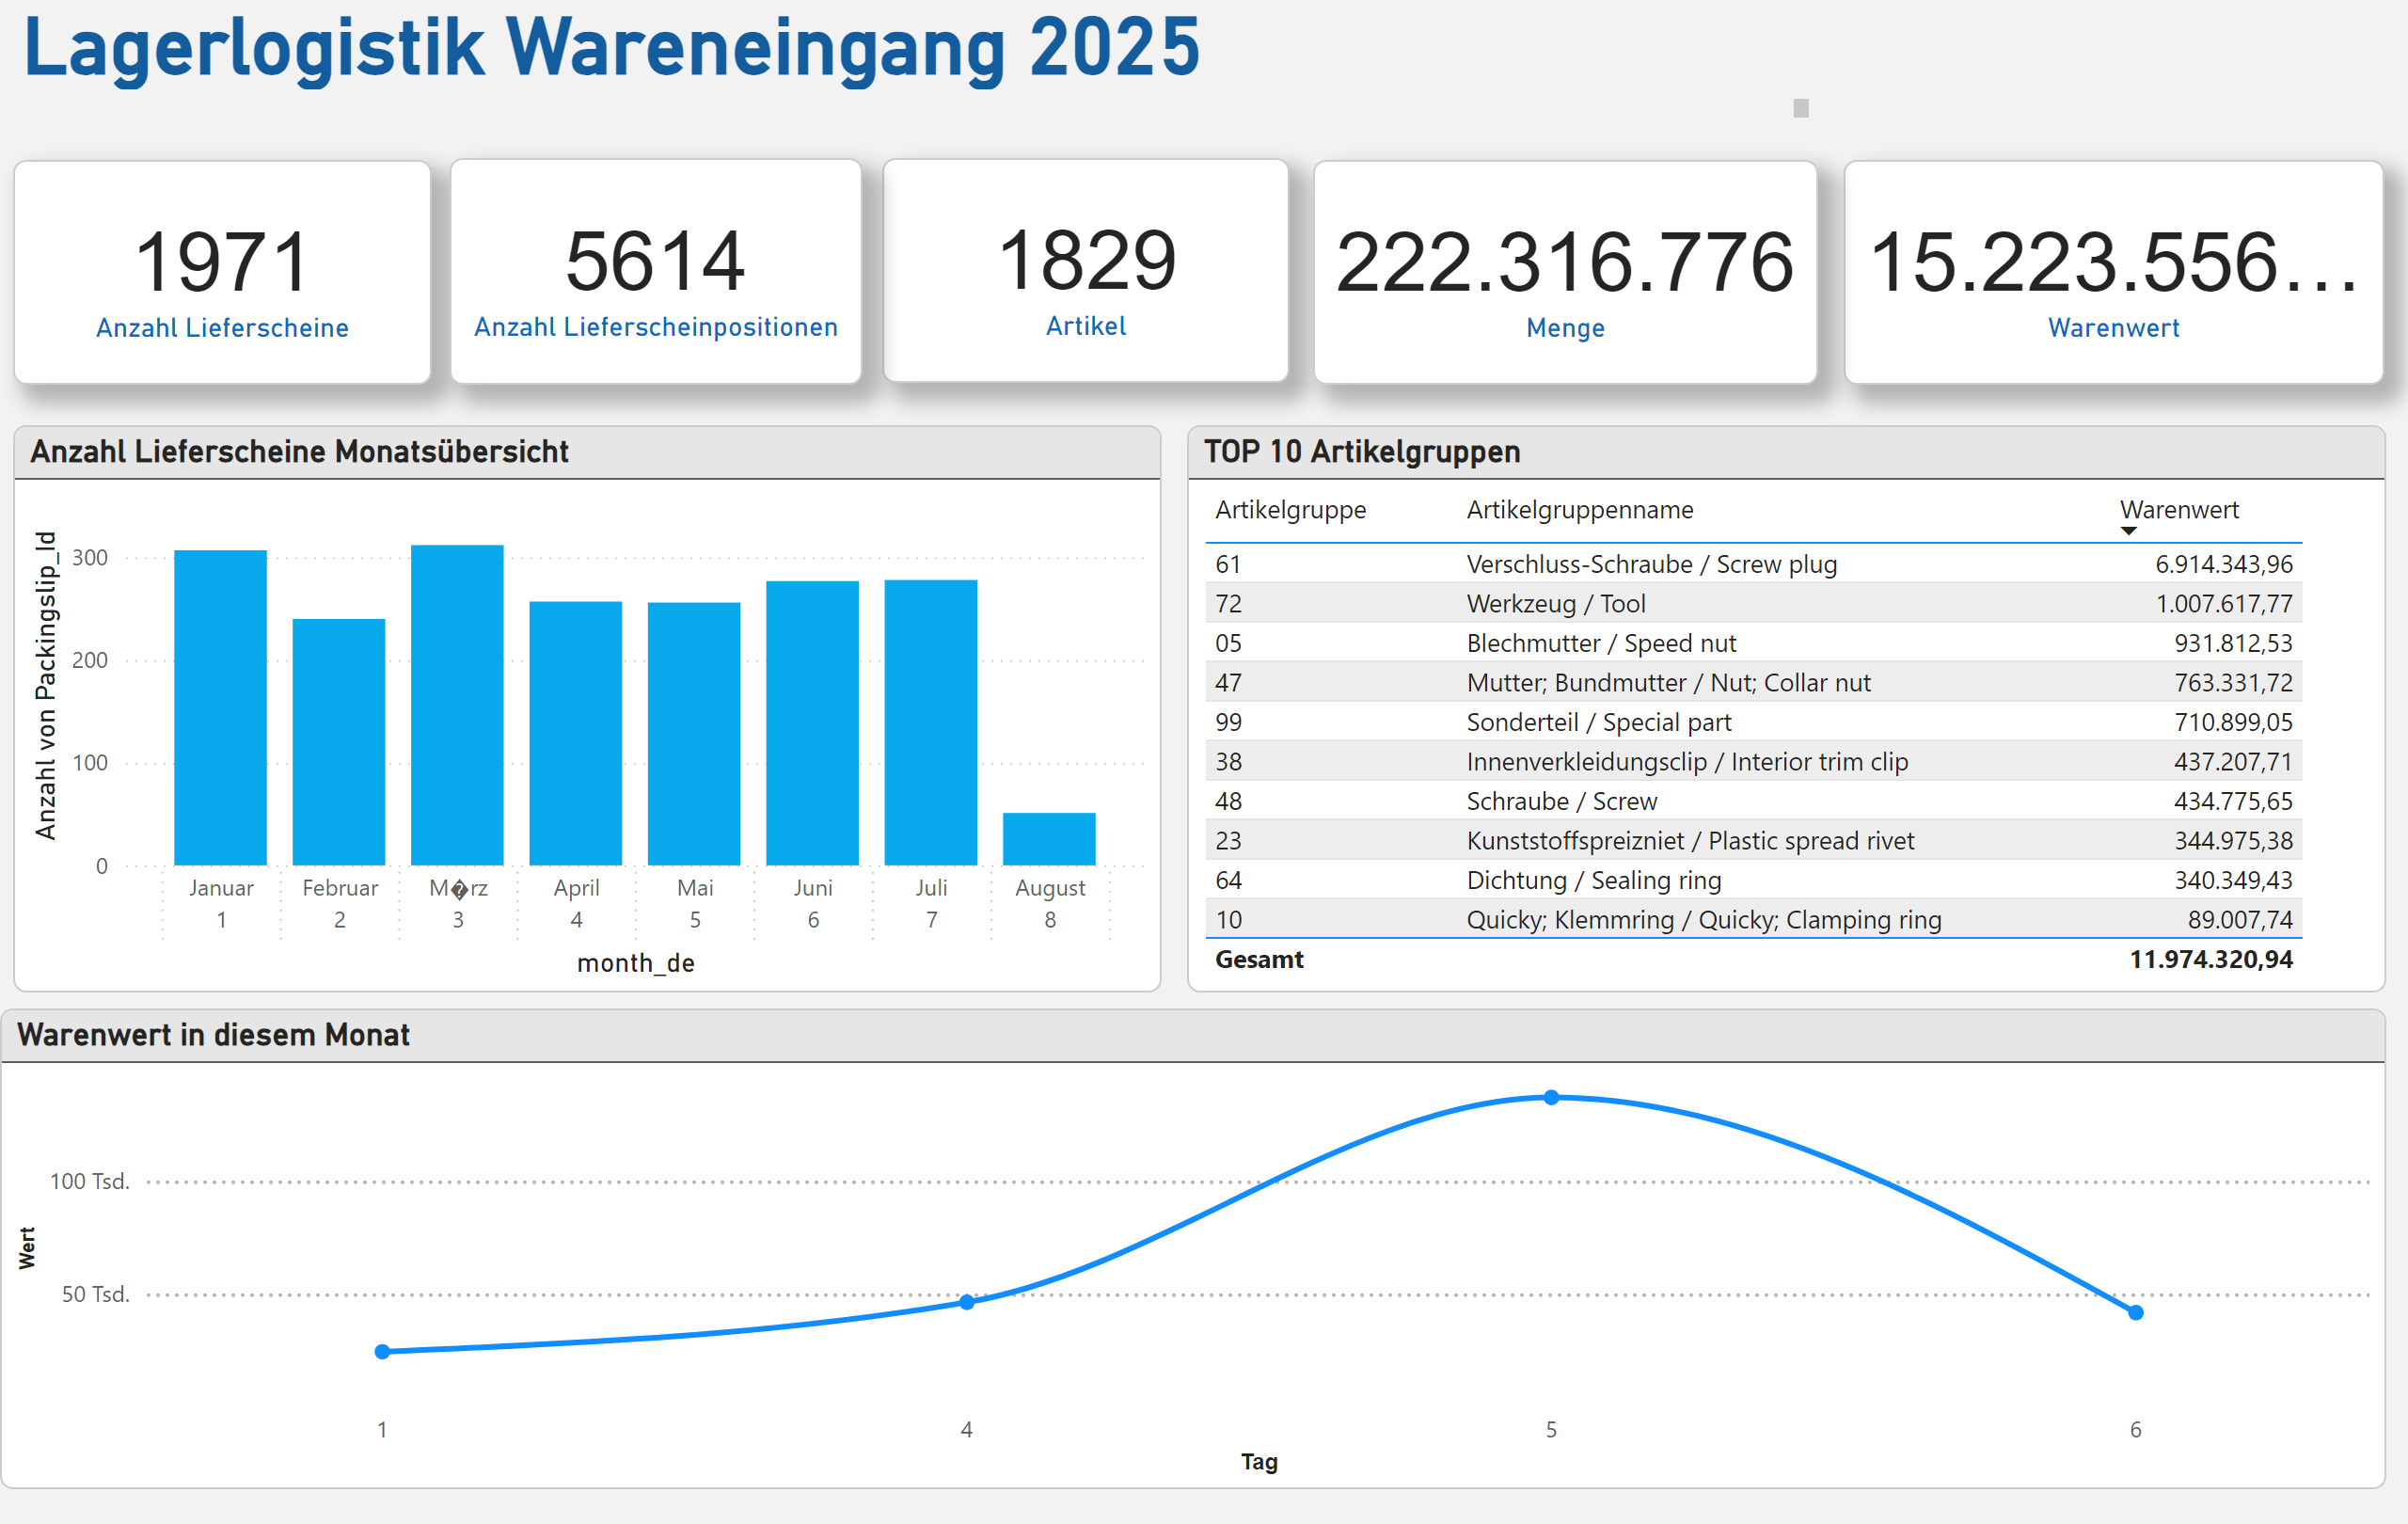 Lagerlogistik Wareneingang 2025
1971
Anzahl Lieferscheine
5614
Anzahl Lieferscheinpositionen
1829
Artikel
222.316.776
Menge
15.223.556...
Warenwert
Anzahl Lieferscheine Monatsübersicht
Anzahl von Packingslip_Id
300
200
100
0
Januar Februar M�rz April Mai Juni Juli August
1 2 3 4 5 6 7 8
month_de
TOP 10 Artikelgruppen
Artikelgruppe Artikelgruppenname Warenwert
61 Verschluss-Schraube / Screw plug 6.914.343,96
72 Werkzeug / Tool 1.007.617,77
05 Blechmutter / Speed nut 931.812,53
47 Mutter; Bundmutter / Nut; Collar nut 763.331,72
99 Sonderteil / Special part 710.899,05
38 Innenverkleidungsclip / Interior trim clip 437.207,71
48 Schraube / Screw 434.775,65
23 Kunststoffspreizniet / Plastic spread rivet 344.975,38
64 Dichtung / Sealing ring 340.349,43
10 Quicky; Klemmring / Quicky; Clamping ring 89.007,74
Gesamt 11.974.320,94
Warenwert in diesem Monat
Wert
100 Tsd.
50 Tsd.
1 4 5 6
Tag